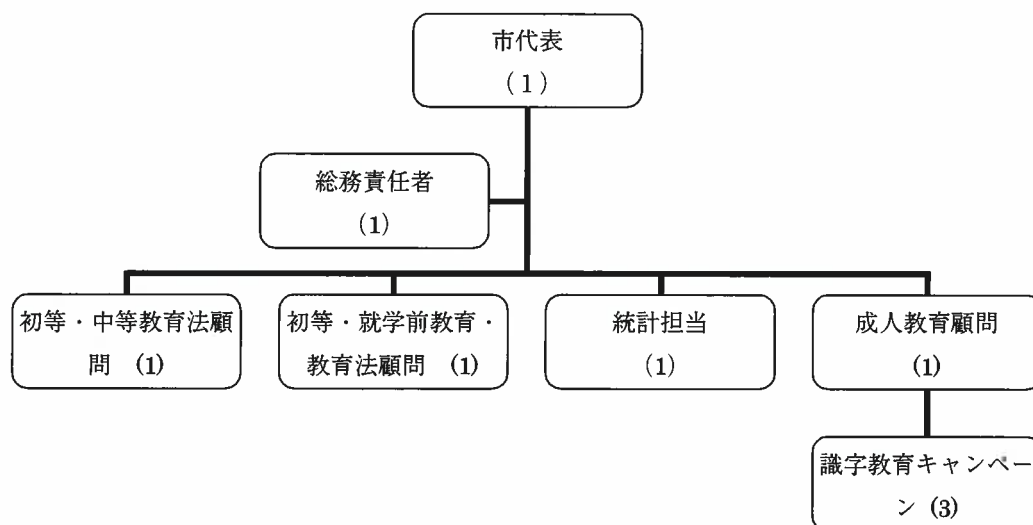 市代表
(1)
総務責任者
(1)
初等・中等教育法顧
問 (1)
初等・就学前教育・
教育法顧問 (1)
統計担当
(1)
成人教育顧問
(1)
識字教育キャンペー
ン (3)